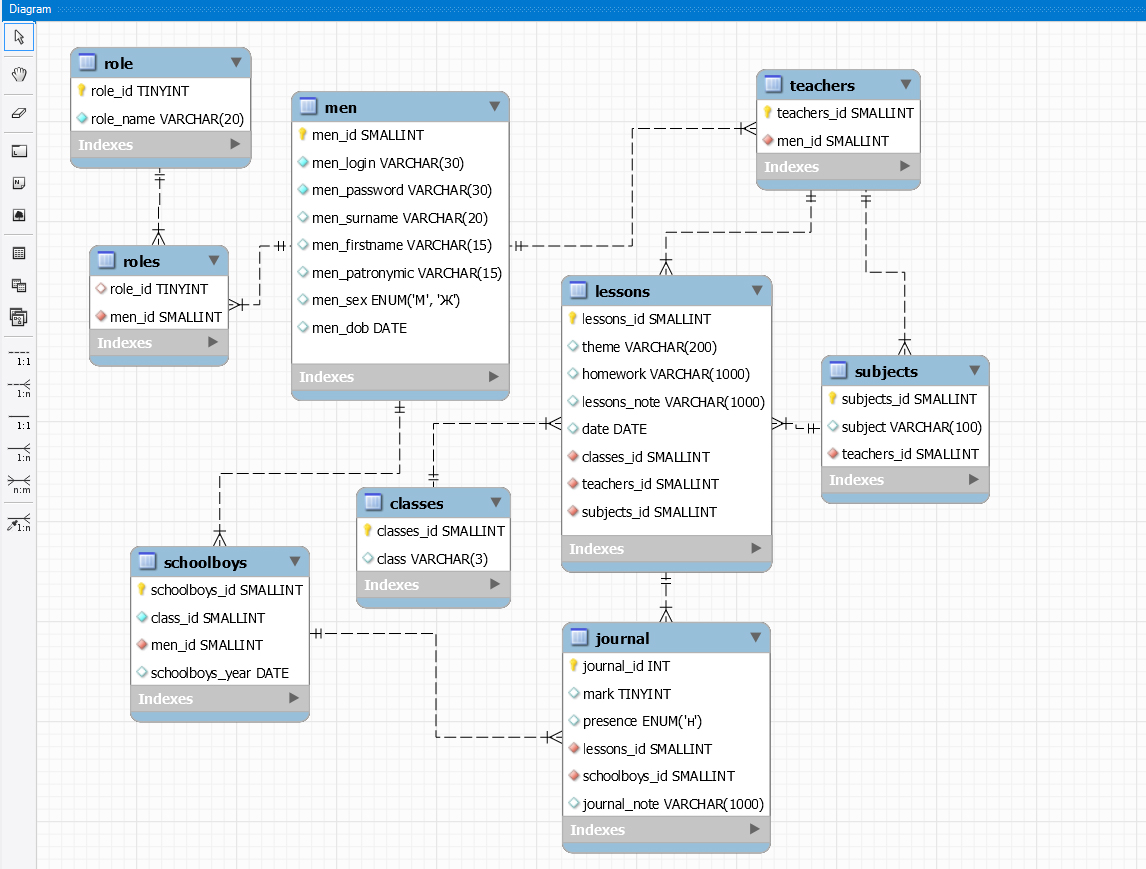 Diagram
role
role_id TINYINT
role_name VARCHAR(20)
Indexes
men
men_id SMALLINT
men_login VARCHAR(30)
men_password VARCHAR(30)
men_surname VARCHAR(20)
men_firstname VARCHAR(15)
men_patronymic VARCHAR(15)
men_sex ENUM('М', 'Ж')
men_dob DATE
Indexes
teachers
teachers_id SMALLINT
men_id SMALLINT
Indexes
roles
role_id TINYINT
men_id SMALLINT
Indexes
lessons
lessons_id SMALLINT
theme VARCHAR(200)
homework VARCHAR(1000)
lessons_note VARCHAR(1000)
date DATE
classes_id SMALLINT
teachers_id SMALLINT
subjects_id SMALLINT
Indexes
subjects
subjects_id SMALLINT
subject VARCHAR(100)
teachers_id SMALLINT
Indexes
classes
classes_id SMALLINT
class VARCHAR(3)
Indexes
schoolboys
schoolboys_id SMALLINT
class_id SMALLINT
men_id SMALLINT
schoolboys_year DATE
Indexes
journal
journal_id INT
mark TINYINT
presence ENUM('н')
lessons_id SMALLINT
schoolboys_id SMALLINT
journal_note VARCHAR(1000)
Indexes
1:1
1:n
1:1
1:n
n:m
1:n